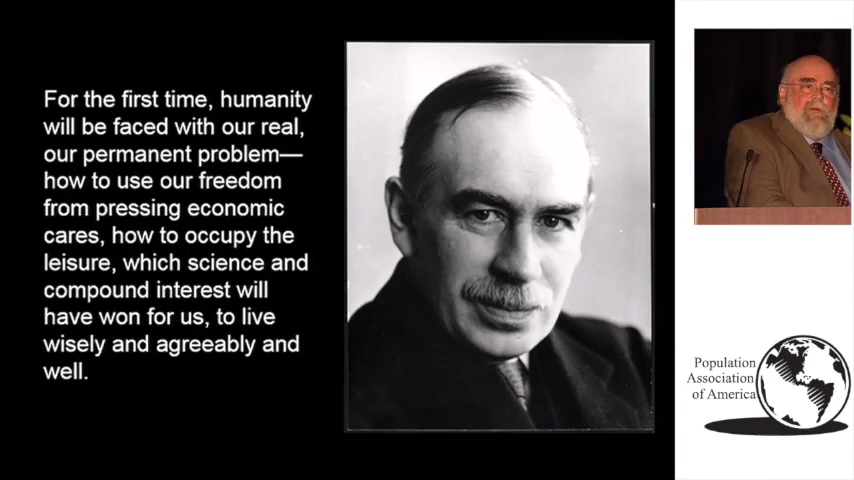 For the first time, humanity
will be faced with our real,
our permanent problem—
how to use our freedom
from pressing economic
cares, how to occupy the
leisure, which science and
compound interest will
have won for us, to live
wisely and agreeably and
well.
Population
Association
of America